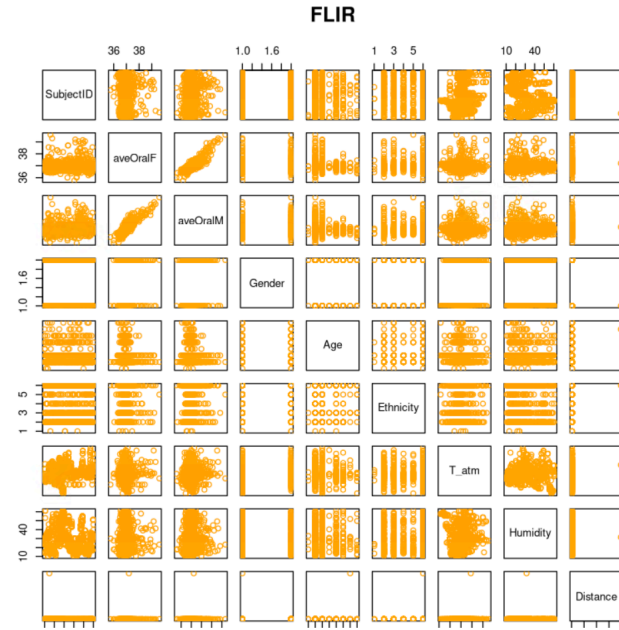 FLIR
36 38 1.0 1.6 1 3 5 10 40
SubjectID
36 38
aveOralF
aveOralM
1.0 1.6
Gender
Age
1 3 5
Ethnicity
T_atm
10 40
Humidity
Distance